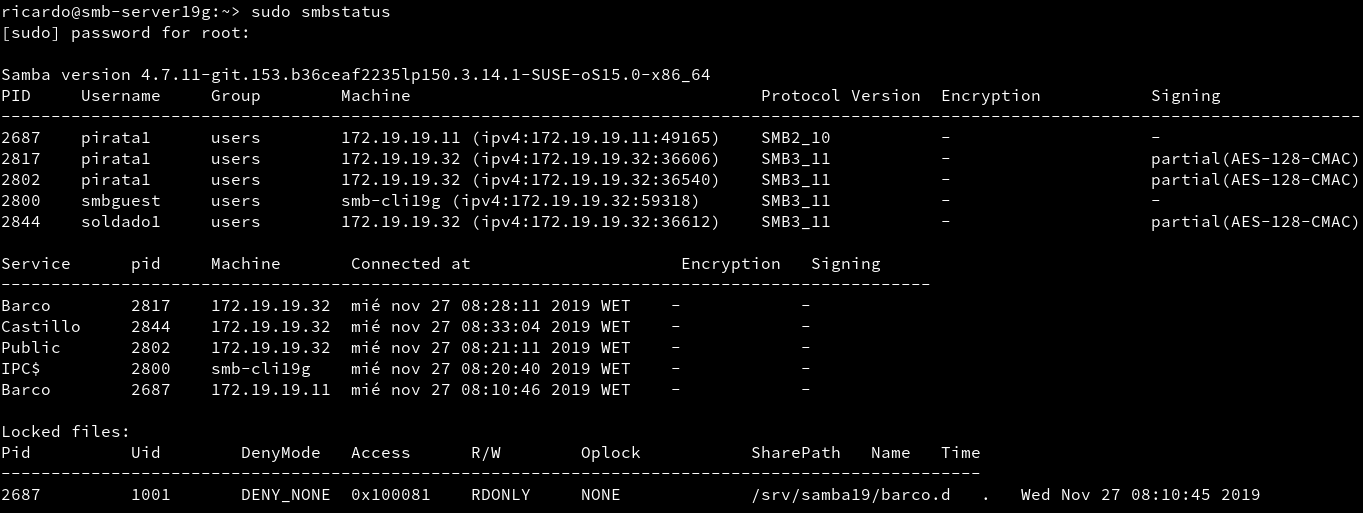 ricardo@smb-server19g:~> sudo smbstatus
[sudo] password for root:
Samba version 4.7.11-git.153.b36ceaf2235lp150.3.14.1-SUSE-oS15.0-x86_64
PID     Username     Group        Machine                                   Protocol Version  Encryption           Signing
----------------------------------------------------------------------------------------------------------------------------------------
2687    pirata1      users        172.19.19.11 (ipv4:172.19.19.11:49165)    SMB2_10           -                    -
2817    pirata1      users        172.19.19.32 (ipv4:172.19.19.32:36606)    SMB3_11           -                    partial(AES-128-CMAC)
2802    pirata1      users        172.19.19.32 (ipv4:172.19.19.32:36540)    SMB3_11           -                    partial(AES-128-CMAC)
2800    smbguest     users        smb-cli19g (ipv4:172.19.19.32:59318)      SMB3_11           -                    -
2844    soldado1     users        172.19.19.32 (ipv4:172.19.19.32:36612)    SMB3_11           -                    partial(AES-128-CMAC)
Service      pid     Machine       Connected at                     Encryption   Signing
---------------------------------------------------------------------------------------------
Barco        2817    172.19.19.32  mié nov 27 08:28:11 2019 WET    -            -
Castillo     2844    172.19.19.32  mié nov 27 08:33:04 2019 WET    -            -
Public       2802    172.19.19.32  mié nov 27 08:21:11 2019 WET    -            -
IPC$         2800    smb-cli19g    mié nov 27 08:20:40 2019 WET    -            -
Barco        2687    172.19.19.11  mié nov 27 08:10:46 2019 WET    -            -
Locked files:
Pid          Uid        DenyMode   Access      R/W        Oplock           SharePath   Name   Time
--------------------------------------------------------------------------------------------------
2687         1001       DENY_NONE  0x100081    RDONLY     NONE             /srv/samba19/barco.d   .   Wed Nov 27 08:10:45 2019